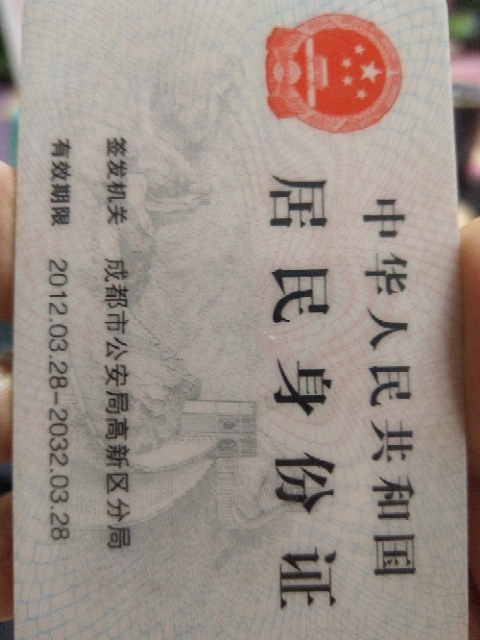 中华人民共和国
居民身份证
签发机关 成都市公安局高新区分局
有效期限 2012.03.28-2032.03.28